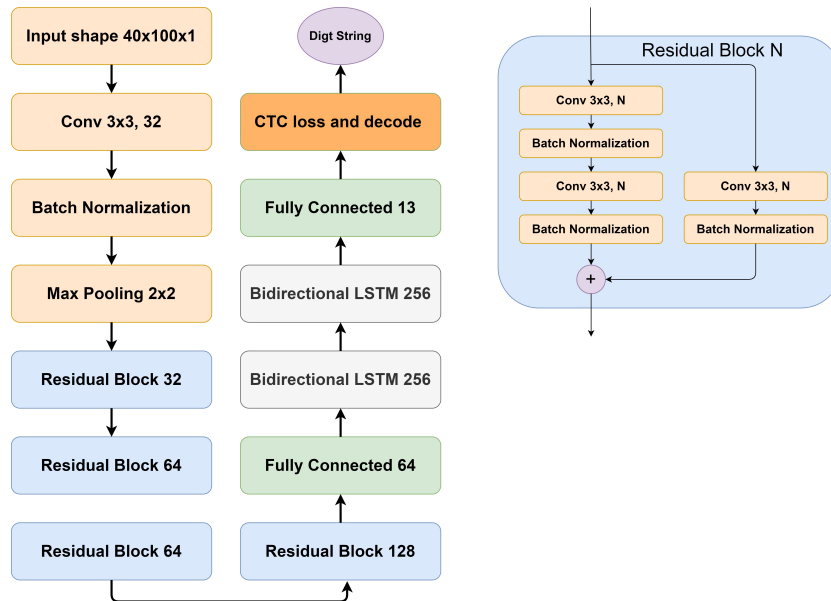 Input shape 40x100x1
Conv 3x3, 32
Batch Normalization
Max Pooling 2x2
Residual Block 32
Residual Block 64
Residual Block 64
Digt String
CTC loss and decode
Fully Connected 13
Bidirectional LSTM 256
Bidirectional LSTM 256
Fully Connected 64
Residual Block 128
Residual Block N
Conv 3x3, N
Batch Normalization
Conv 3x3, N
Batch Normalization
Conv 3x3, N
Batch Normalization
+